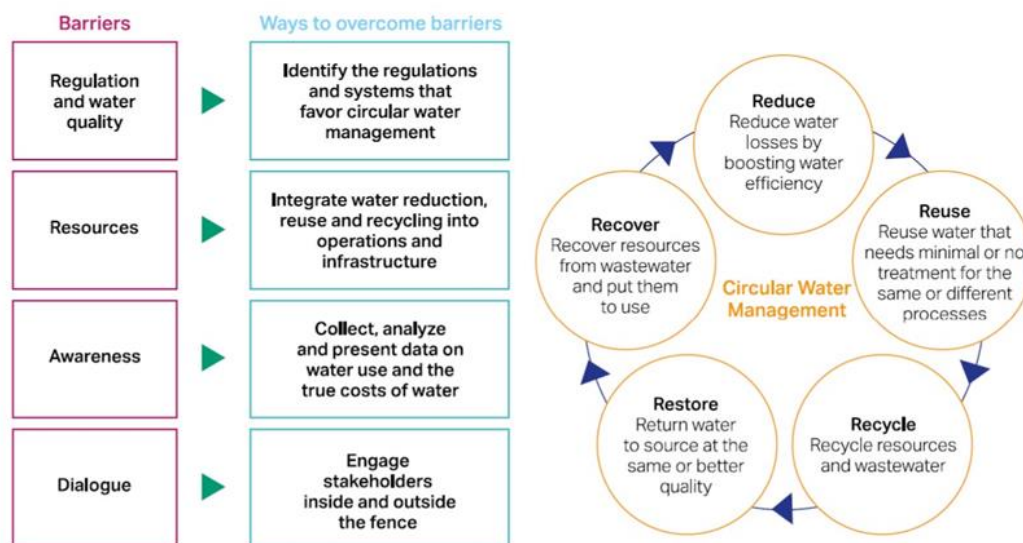 Barriers
Ways to overcome barriers
Regulation
and water
quality
Identify the regulations
and systems that
favor circular water
management
Resources
Integrate water reduction,
reuse and recycling into
operations and
infrastructure
Awareness
Collect, analyze
and present data on
water use and the
true costs of water
Dialogue
Engage
stakeholders
inside and outside
the fence
Circular Water
Management
Reduce
Reduce water
losses by
boosting water
efficiency
Reuse
Reuse water that
needs minimal or no
treatment for the
same or different
processes
Recycle
Recycle resources
and wastewater
Restore
Return water
to source at the
same or better
quality
Recover
Recover resources
from wastewater
and put them
to use